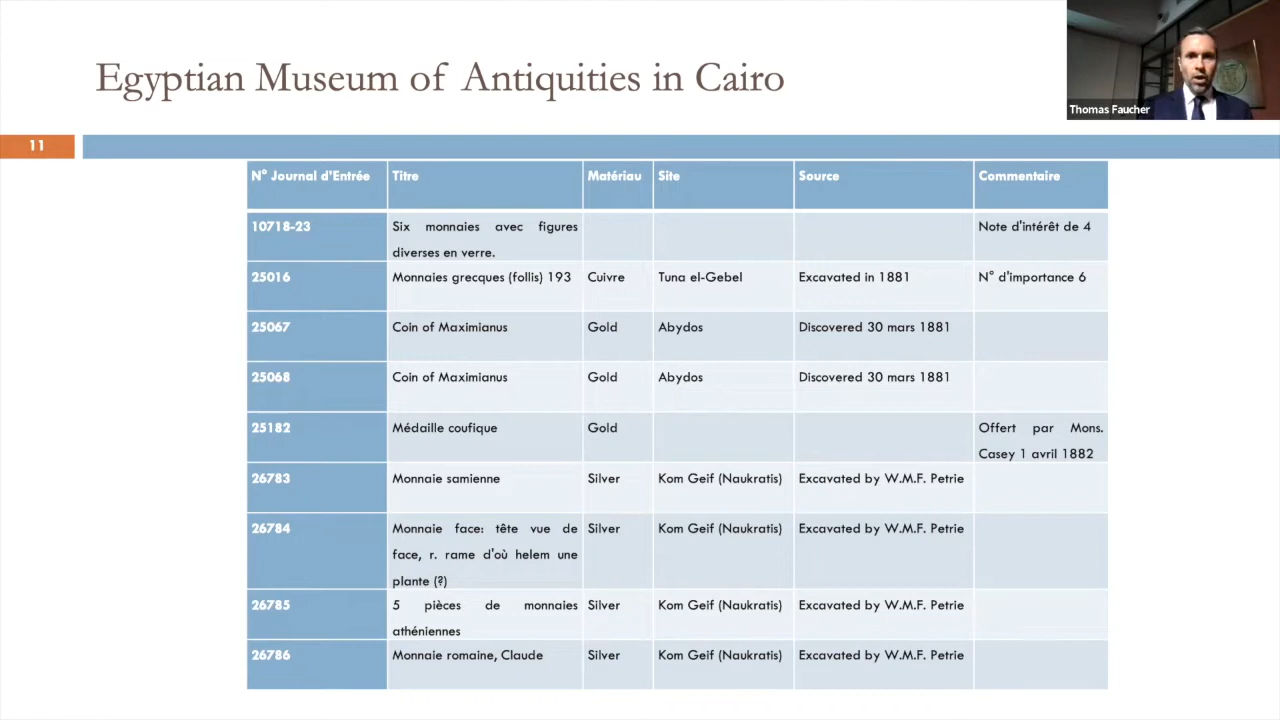 Egyptian Museum of Antiquities in Cairo
Thomas Faucher
11
N° Journal d'Entrée Titre Matériau Site Source Commentaire
10718-23 Six monnaies avec figures Note d'intérêt de 4
diverses en verre.
25016 Monnaies grecques (follis) 193 Cuivre Tuna el-Gebel Excavated in 1881 N° d'importance 6
25067 Coin of Maximianus Gold Abydos Discovered 30 mars 1881
25068 Coin of Maximianus Gold Abydos Discovered 30 mars 1881
25182 Médaille coufique Gold Offert par Mons.
Casey 1 avril 1882
26783 Monnaie samienne Silver Kom Geif (Naukratis) Excavated by W.M.F. Petrie
26784 Monnaie face: tête vue de Silver Kom Geif (Naukratis) Excavated by W.M.F. Petrie
face, r. rame d'où helem une
plante (?)
26785 5 pièces de monnaies Silver Kom Geif (Naukratis) Excavated by W.M.F. Petrie
athéniennes
26786 Monnaie romaine, Claude Silver Kom Geif (Naukratis) Excavated by W.M.F. Petrie